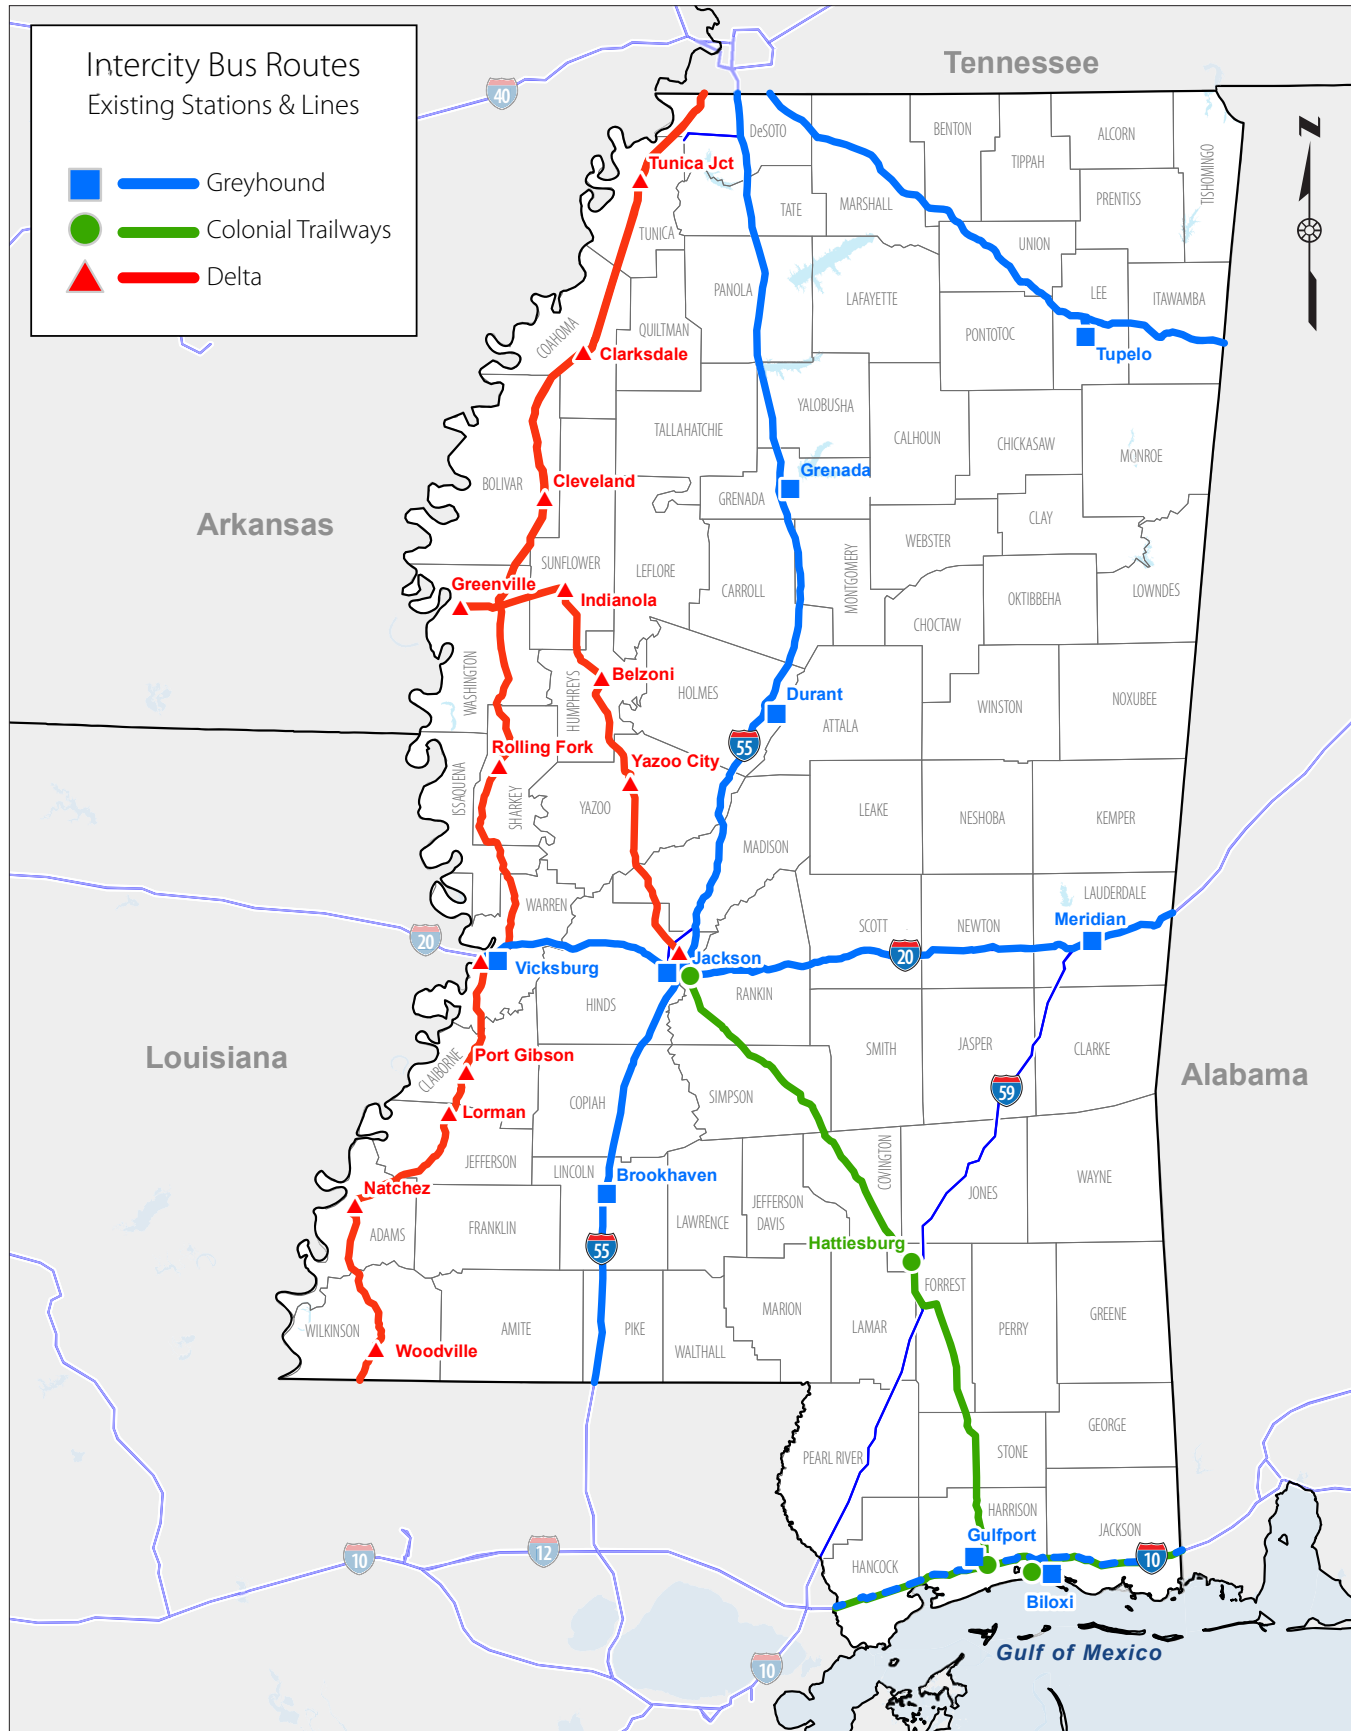 Intercity Bus Routes
Existing Stations & Lines
Greyhound
Colonial Trailways
Delta
Tennessee
40
N
DeSOTO
BENTON
ALCORN
TIPPAH
TISHOMINGO
Tunica Jct
TATE
MARSHALL
PRENTISS
TUNICA
UNION
PANOLA
LAFAYETTE
LEE
ITAWAMBA
COAHOMA
QUILTMAN
PONTOTOC
Clarksdale
Tupelo
YALOBUSHA
TALLAHATCHIE
CALHOUN
CHICKASAW
MONROE
Grenada
BOLIVAR
Cleveland
GRENADA
Arkansas
CLAY
WEBSTER
SUNFLOWER
LEFLORE
MONTGOMERY
Greenville
CARROLL
LOWNDES
Indianola
OKTIBBEHA
CHOCTAW
WASHINGTON
HUMPHREYS
Belzoni
HOLMES
Durant
WINSTON
NOXUBEE
ATTALA
55
Rolling Fork
Yazoo City
ISSAQUENA
SHARKEY
YAZOO
LEAKE
NESHOBA
KEMPER
MADISON
LAUDERDALE
WARREN
SCOTT
NEWTON
Meridian
20
20
Vicksburg
Jackson
RANKIN
HINDS
Louisiana
CLAIBORNE
Port Gibson
SMITH
JASPER
CLARKE
Alabama
59
COPIAH
SIMPSON
Lorman
COVINGTON
JEFFERSON
LINCOLN
Brookhaven
WAYNE
Natchez
JEFFERSON
DAVIS
JONES
ADAMS
FRANKLIN
LAWRENCE
Hattiesburg
55
FORREST
WILKINSON
AMITE
PIKE
MARION
LAMAR
PERRY
GREENE
Woodville
WALTHALL
GEORGE
PEARL RIVER
STONE
HARRISON
JACKSON
Gulfport
10
12
HANCOCK
10
Biloxi
Gulf of Mexico
10